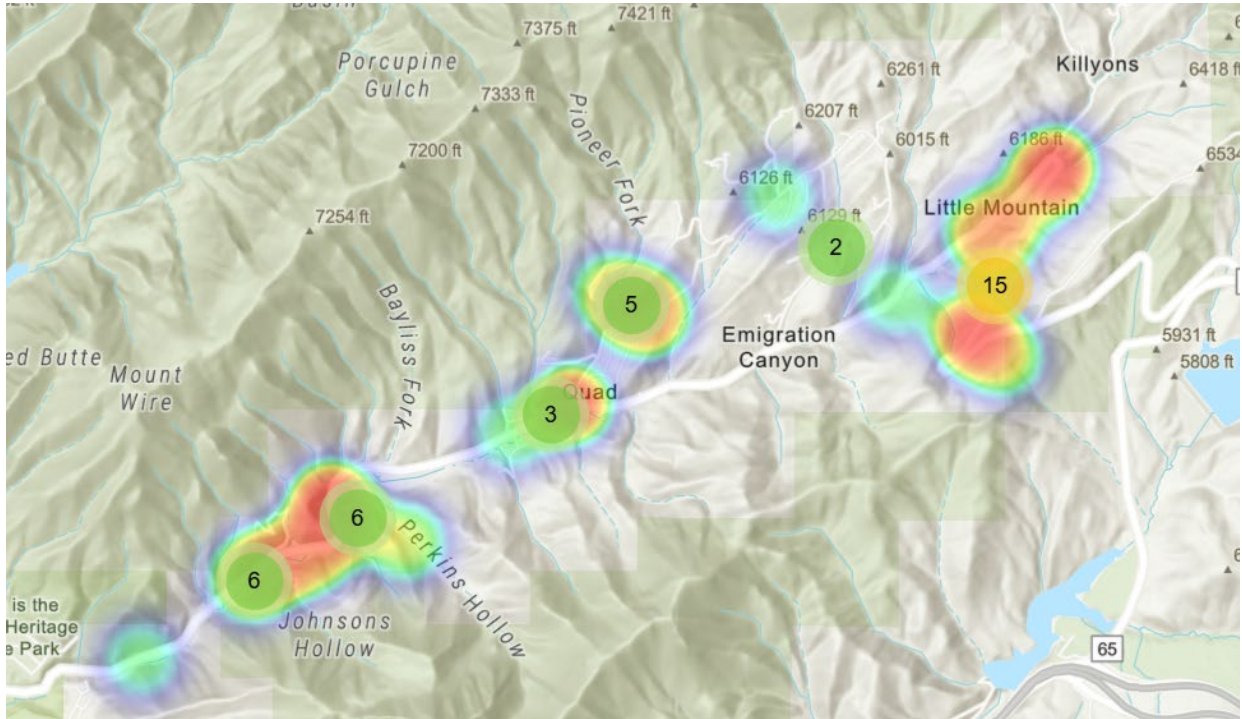 7421 ft
7375 ft
Porcupine
Gulch
Killyons
6261 ft
6418 ft
7333 ft
Pioneer Fork
6207 ft
6015 ft
6186 ft
7200 ft
6534
6126 ft
Little Mountain
7254 ft
6129 ft
2
15
Bayliss Fork
5
Emigration
Canyon
5931 ft
5808 ft
ed Butte
Mount
Wire
Quad
3
6
Perkins Hollow
6
is the
Heritage
e Park
Johnsons
Hollow
65